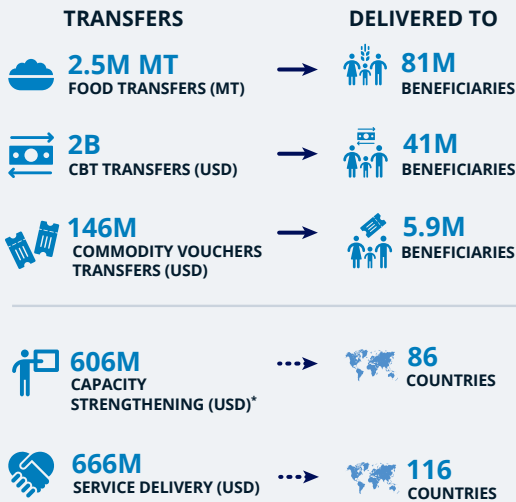 TRANSFERS
DELIVERED TO
2.5M MT
FOOD TRANSFERS (MT)
81M
BENEFICIARIES
2B
CBT TRANSFERS (USD)
41M
BENEFICIARIES
146M
COMMODITY VOUCHERS
TRANSFERS (USD)
5.9M
BENEFICIARIES
606M
CAPACITY
STRENGTHENING (USD)*
86
COUNTRIES
666M
SERVICE DELIVERY (USD)
116
COUNTRIES